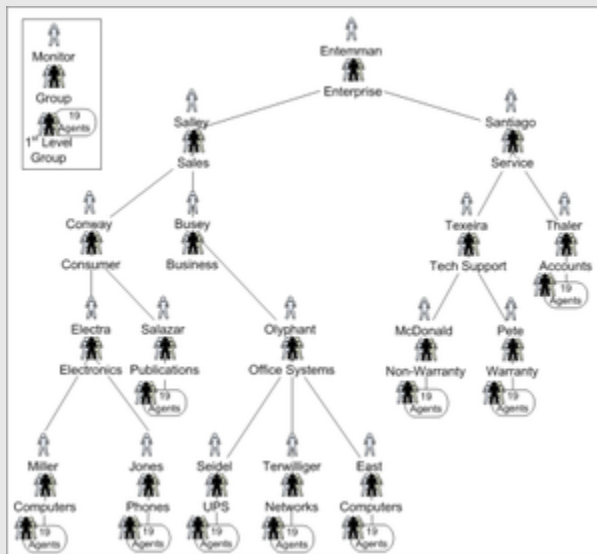 Monitor
Group
19
Agents
1st Level
Group
Entemman
Enterprise
Salley
Sales
Santiago
Service
Conway
Consumer
Busey
Business
Texeira
Tech Support
Thaler
Accounts
19
Agents
Electra
Electronics
Salazar
Publications
19
Agents
Olyphant
Office Systems
McDonald
Non-Warranty
19
Agents
Pete
Warranty
19
Agents
Miller
Computers
19
Agents
Jones
Phones
19
Agents
Seidel
UPS
19
Agents
Terwilliger
Networks
19
Agents
East
Computers
19
Agents